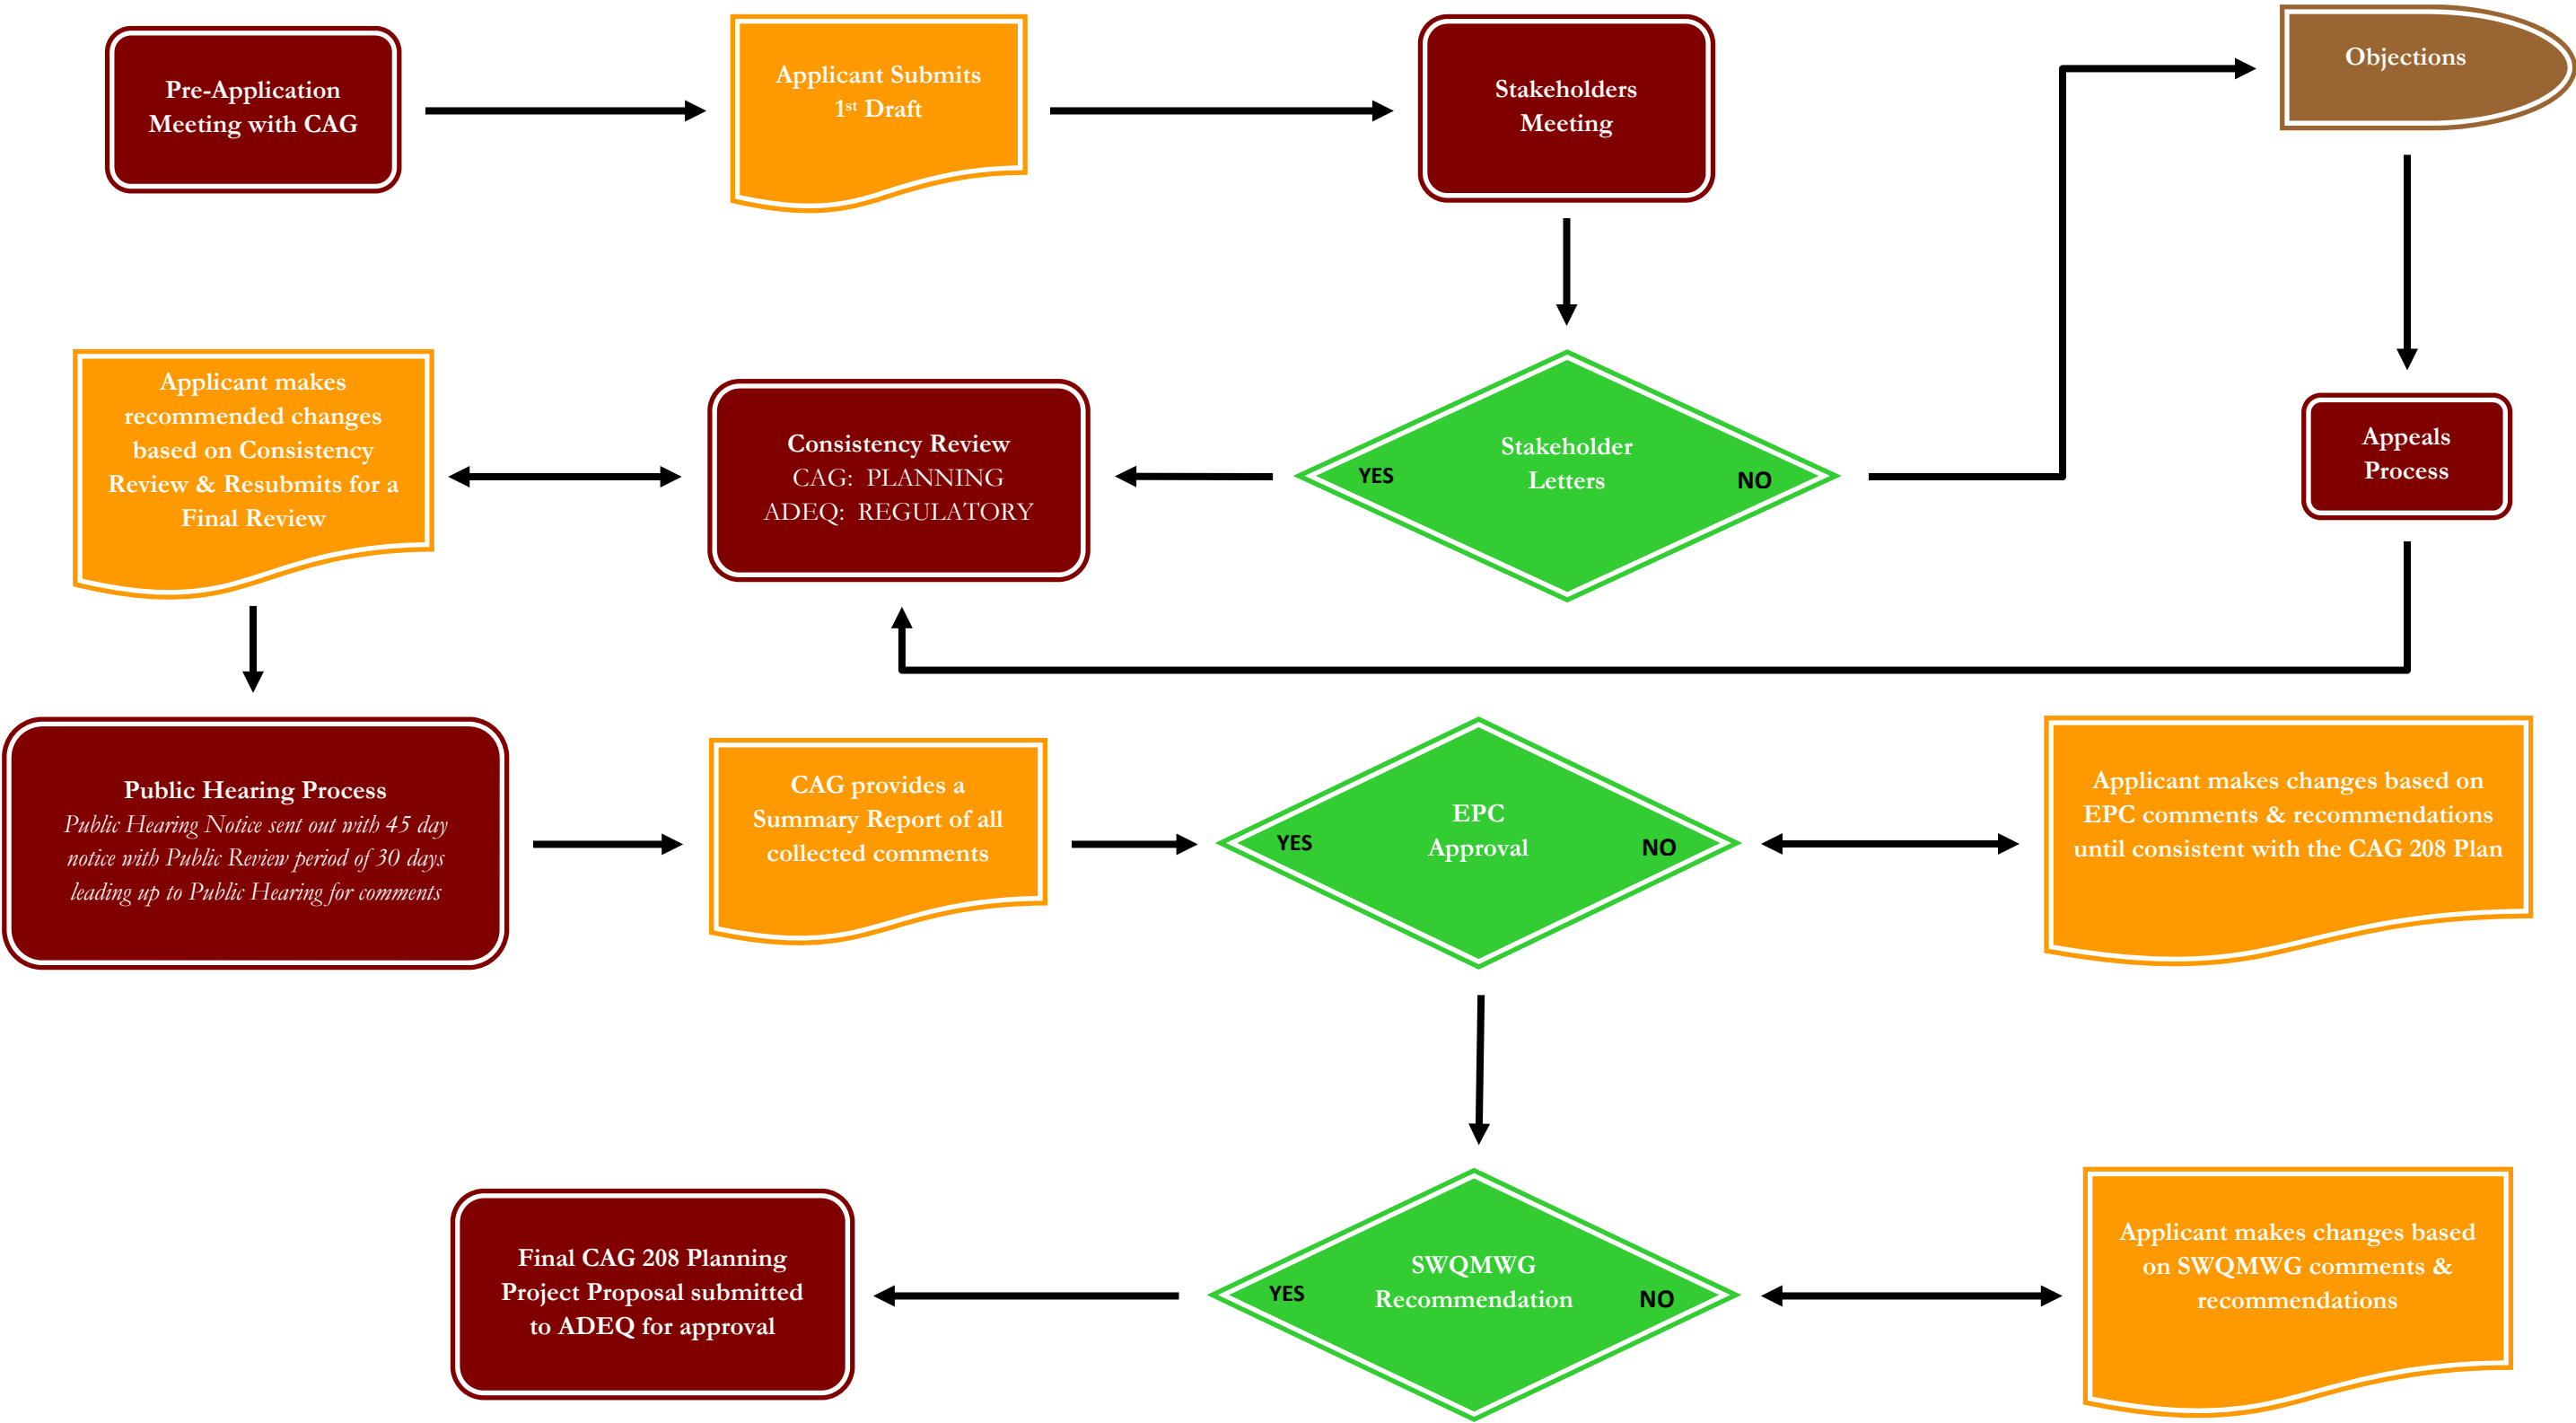 Pre-Application
Meeting with CAG
Applicant Submits
1st Draft
Stakeholders
Meeting
Objections
Applicant makes
recommended changes
based on Consistency
Review & Resubmits for a
Final Review
Consistency Review
CAG: PLANNING
ADEQ: REGULATORY
YES
Stakeholder
Letters
NO
Appeals
Process
Public Hearing Process
Public Hearing Notice sent out with 45 day
notice with Public Review period of 30 days
leading up to Public Hearing for comments
CAG provides a
Summary Report of all
collected comments
YES
EPC
Approval
NO
Applicant makes changes based on
EPC comments & recommendations
until consistent with the CAG 208 Plan
Final CAG 208 Planning
Project Proposal submitted
to ADEQ for approval
YES
SWQMWG
Recommendation
NO
Applicant makes changes based
on SWQMWG comments &
recommendations